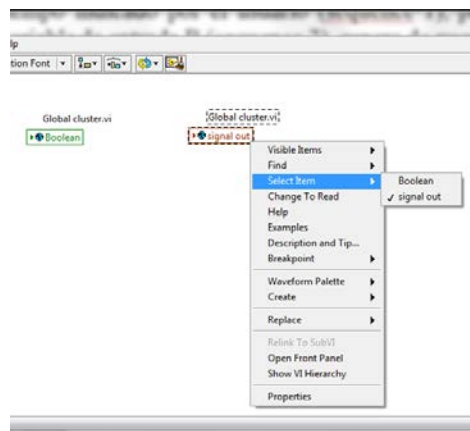 lp
tion Font
Global cluster.vi
Boolean
Global cluster.vi
signal out
Visible Items
Find
Select Item
Boolean
Change To Read
✓ signal out
Help
Examples
Description and Tip...
Breakpoint
Waveform Palette
Create
Replace
Relink To SubVI
Open Front Panel
Show VI Hierarchy
Properties